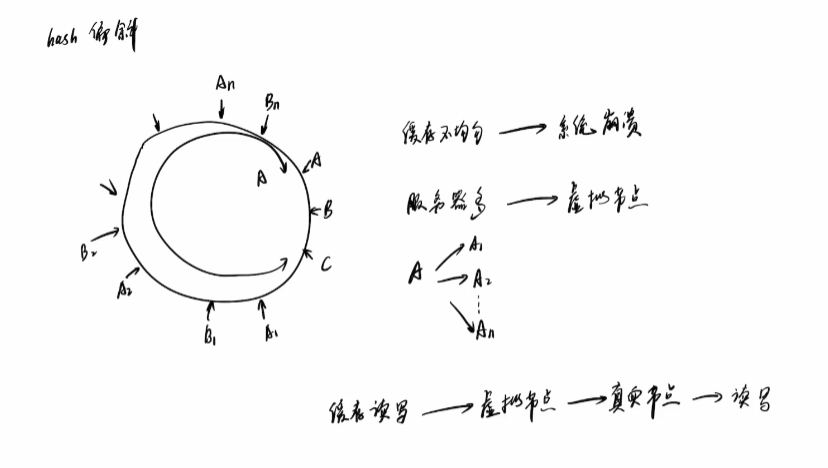 hash 偏斜
An
Bn
缓存不均匀 → 系统崩溃
A
A
服务器多 → 虚拟节点
B
B₂
C
A₁
A → A₂
A₂
An
B₁
A₁
缓存读写 → 虚拟节点 → 真实节点 → 读写